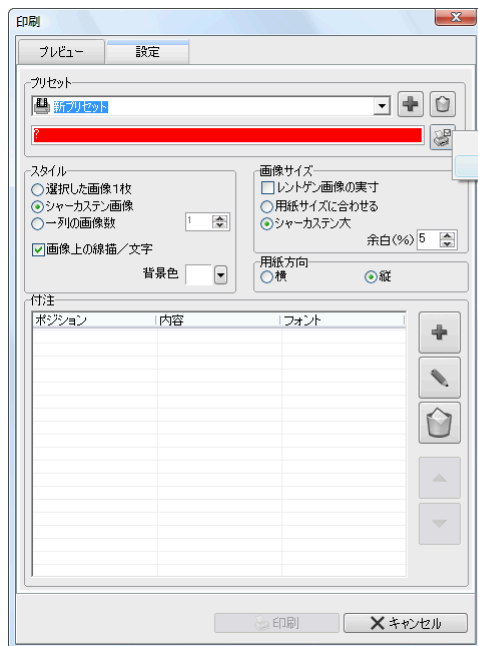 印刷
プレビュー 設定
プリセット
新プリセット
?
スタイル
選択した画像1枚
シャーカステン画像
一列の画像数 1
画像上の線描/文字
背景色
画像サイズ
レントゲン画像の実寸
用紙サイズに合わせる
シャーカステン大
余白(%) 5
用紙方向
横 縦
付注
ポジション 内容 フォント
印刷 キャンセル